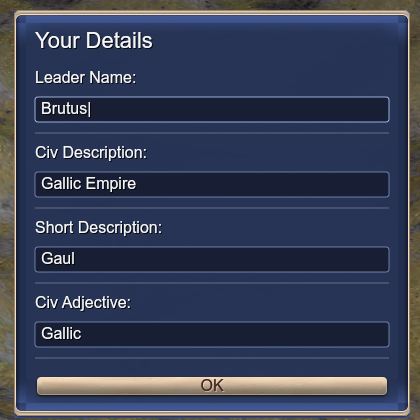 Your Details
Leader Name:
Brutus
Civ Description:
Gallic Empire
Short Description:
Gaul
Civ Adjective:
Gallic
OK